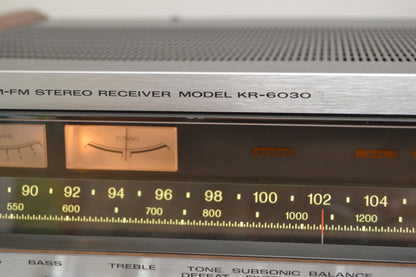 M-FM STEREO RECEIVER MODEL KR-6030
TUNING
90 92 94 96 98 100 102 104
550 600 700 800 1000 1200
BASS TREBLE TONE SUBSONIC BALANCE
DEFEAT